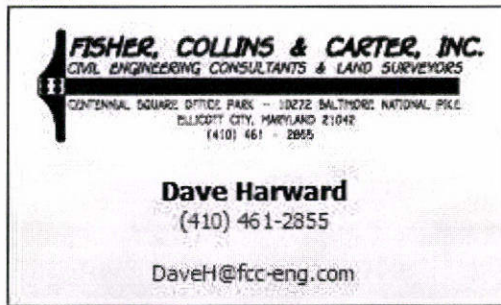 FISHER, COLLINS & CARTER, INC.
CIVIL ENGINEERING CONSULTANTS & LAND SURVEYORS
CENTENNIAL SQUARE OFFICE PARK - 10272 BALTIMORE NATIONAL PIKE
ELLICOTT CITY, MARYLAND 21042
(410) 461 - 2855
Dave Harward
(410) 461-2855
DaveH@fcc-eng.com